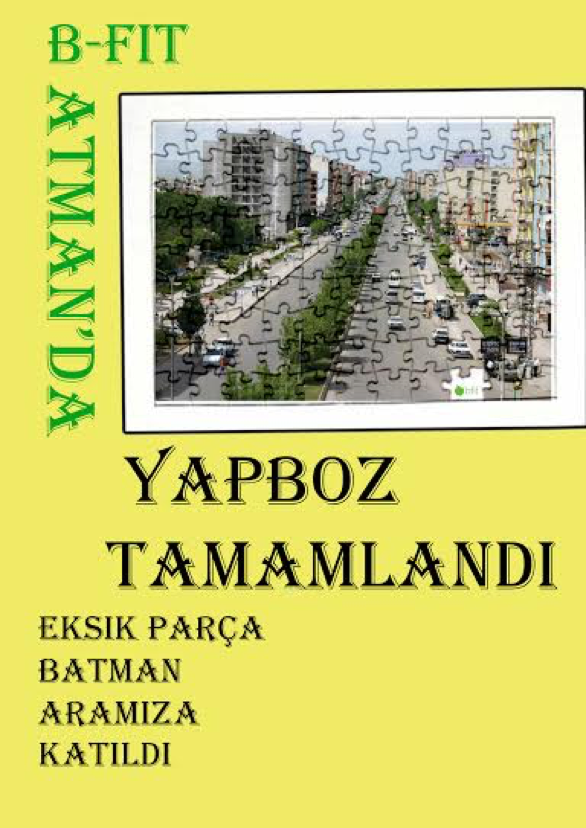 B-FIT
ATMAN'DA
YAPBOZ
TAMAMLANDI
EKSIK PARÇA
BATMAN
ARAMIZA
KATILDI